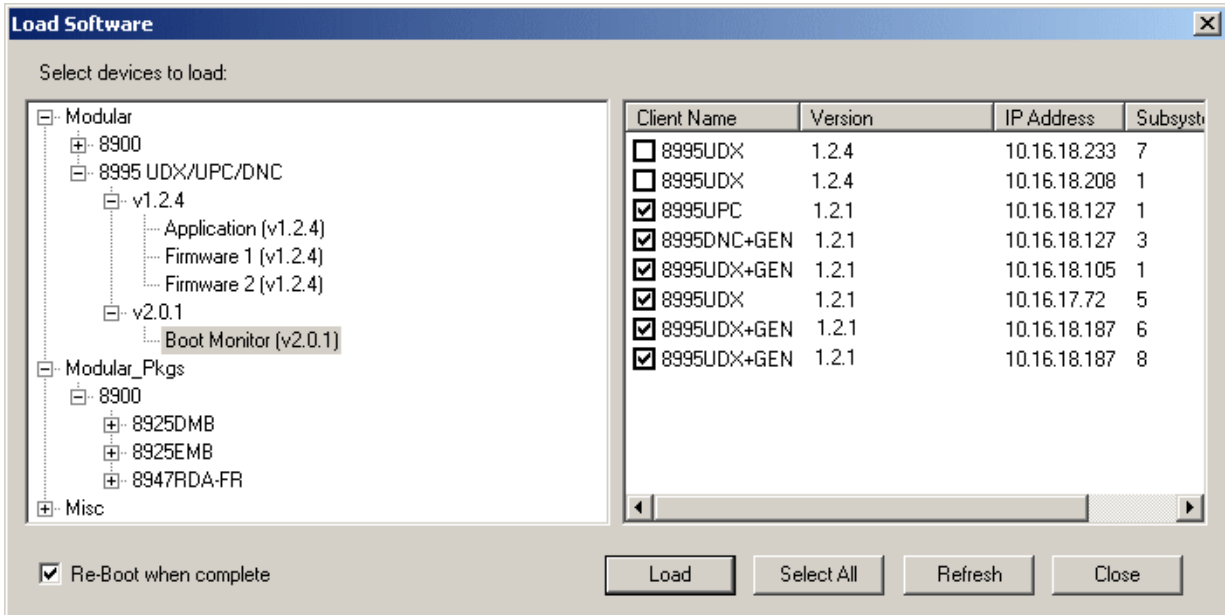 Load Software
Select devices to load:
Modular
8900
8995 UDX/UPC/DNC
v1.2.4
Application (v1.2.4)
Firmware 1 (v1.2.4)
Firmware 2 (v1.2.4)
v2.0.1
Boot Monitor (v2.0.1)
Modular_Pkgs
8900
8925DMB
8925EMB
8947RDA-FR
Misc
Client Name Version IP Address Subsyste
8995UDX 1.2.4 10.16.18.233 7
8995UDX 1.2.4 10.16.18.208 1
8995UPC 1.2.1 10.16.18.127 1
8995DNC+GEN 1.2.1 10.16.18.127 3
8995UDX+GEN 1.2.1 10.16.18.105 1
8995UDX 1.2.1 10.16.17.72 5
8995UDX+GEN 1.2.1 10.16.18.187 6
8995UDX+GEN 1.2.1 10.16.18.187 8
Re-Boot when complete
Load Select All Refresh Close